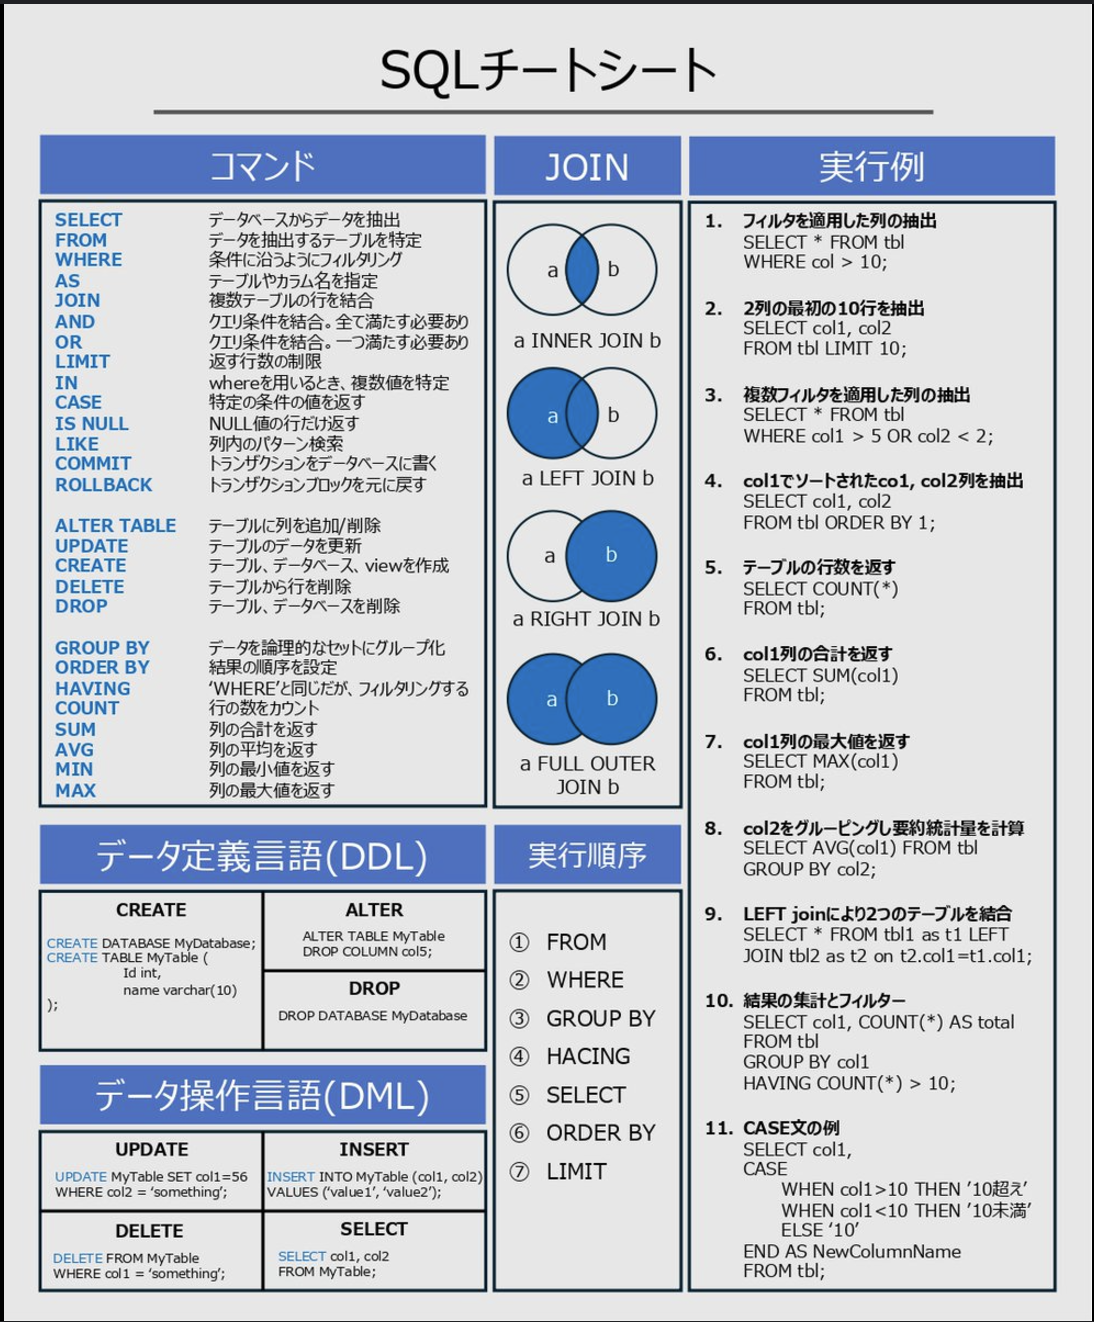 SQLチートシート
コマンド
SELECT データベースからデータを抽出
FROM データを抽出するテーブルを特定
WHERE 条件に沿うようにフィルタリング
AS テーブルやカラム名を指定
JOIN 複数テーブルの行を結合
AND クエリ条件を結合。全て満たす必要あり
OR クエリ条件を結合。一つ満たす必要あり
LIMIT 返す行数の制限
IN whereを用いるとき、複数値を特定
CASE 特定の条件の値を返す
IS NULL NULL値の行だけ返す
LIKE 列内のパターン検索
COMMIT トランザクションをデータベースに書く
ROLLBACK トランザクションブロックを元に戻す
ALTER TABLE テーブルに列を追加/削除
UPDATE テーブルのデータを更新
CREATE テーブル、データベース、viewを作成
DELETE テーブルから行を削除
DROP テーブル、データベースを削除
GROUP BY データを論理的なセットにグループ化
ORDER BY 結果の順序を設定
HAVING ‘WHERE’と同じだが、フィルタリングする
COUNT 行の数をカウント
SUM 列の合計を返す
AVG 列の平均を返す
MIN 列の最小値を返す
MAX 列の最大値を返す
JOIN
a b
a INNER JOIN b
a b
a LEFT JOIN b
a b
a RIGHT JOIN b
a b
a FULL OUTER
JOIN b
実行例
1. フィルタを適用した列の抽出
SELECT * FROM tbl
WHERE col > 10;
2. 2列の最初の10行を抽出
SELECT col1, col2
FROM tbl LIMIT 10;
3. 複数フィルタを適用した列の抽出
SELECT * FROM tbl
WHERE col1 > 5 OR col2 < 2;
4. col1でソートされたco1, col2列を抽出
SELECT col1, col2
FROM tbl ORDER BY 1;
5. テーブルの行数を返す
SELECT COUNT(*)
FROM tbl;
6. col1列の合計を返す
SELECT SUM(col1)
FROM tbl;
7. col1列の最大値を返す
SELECT MAX(col1)
FROM tbl;
8. col2をグルーピングし要約統計量を計算
SELECT AVG(col1) FROM tbl
GROUP BY col2;
9. LEFT joinにより2つのテーブルを結合
SELECT * FROM tbl1 as t1 LEFT
JOIN tbl2 as t2 on t2.col1=t1.col1;
10. 結果の集計とフィルター
SELECT col1, COUNT(*) AS total
FROM tbl
GROUP BY col1
HAVING COUNT(*) > 10;
11. CASE文の例
SELECT col1,
CASE
WHEN col1>10 THEN ’10超え’
WHEN col1<10 THEN ’10未満’
ELSE ‘10’
END AS NewColumnName
FROM tbl;
データ定義言語(DDL)
CREATE
CREATE DATABASE MyDatabase;
CREATE TABLE MyTable (
Id int,
name varchar(10)
);
ALTER
ALTER TABLE MyTable
DROP COLUMN col5;
DROP
DROP DATABASE MyDatabase
データ操作言語(DML)
UPDATE
UPDATE MyTable SET col1=56
WHERE col2 = ‘something’;
INSERT
INSERT INTO MyTable (col1, col2)
VALUES (‘value1’, ‘value2’);
DELETE
DELETE FROM MyTable
WHERE col1 = ‘something’;
SELECT
SELECT col1, col2
FROM MyTable;
実行順序
① FROM
② WHERE
③ GROUP BY
④ HACING
⑤ SELECT
⑥ ORDER BY
⑦ LIMIT